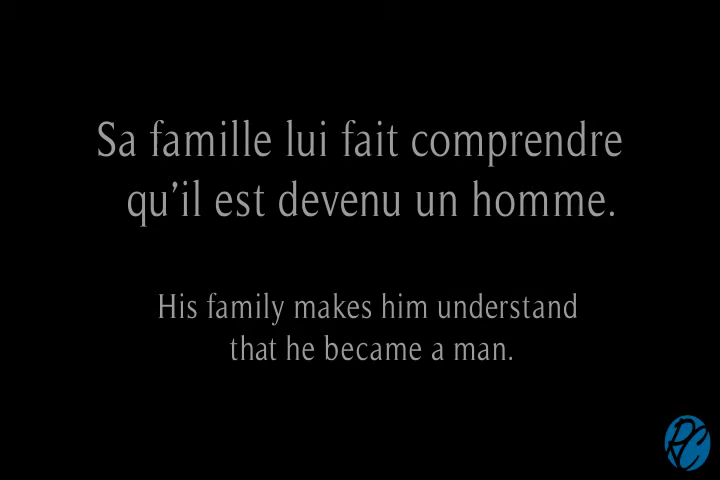 Sa famille lui fait comprendre
qu’il est devenu un homme.
His family makes him understand
that he became a man.